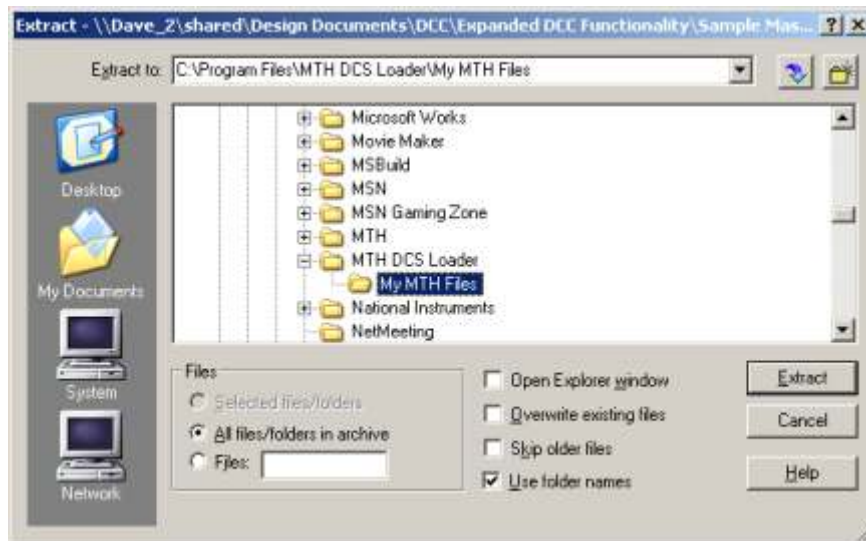 Extract - \\Dave_2\shared\Design Documents\DCC\Expanded DCC Functionality\Sample Mas...
Extract to: C:\Program Files\MTH DCS Loader\My MTH Files
Microsoft Works
Movie Maker
MSBuild
MSN
MSN Gaming Zone
MTH
MTH DCS Loader
My MTH Files
National Instruments
NetMeeting
Desktop
My Documents
System
Network
Files
Selected files/folders
All files/folders in archive
Files:
Open Explorer window
Overwrite existing files
Skip older files
Use folder names
Extract
Cancel
Help